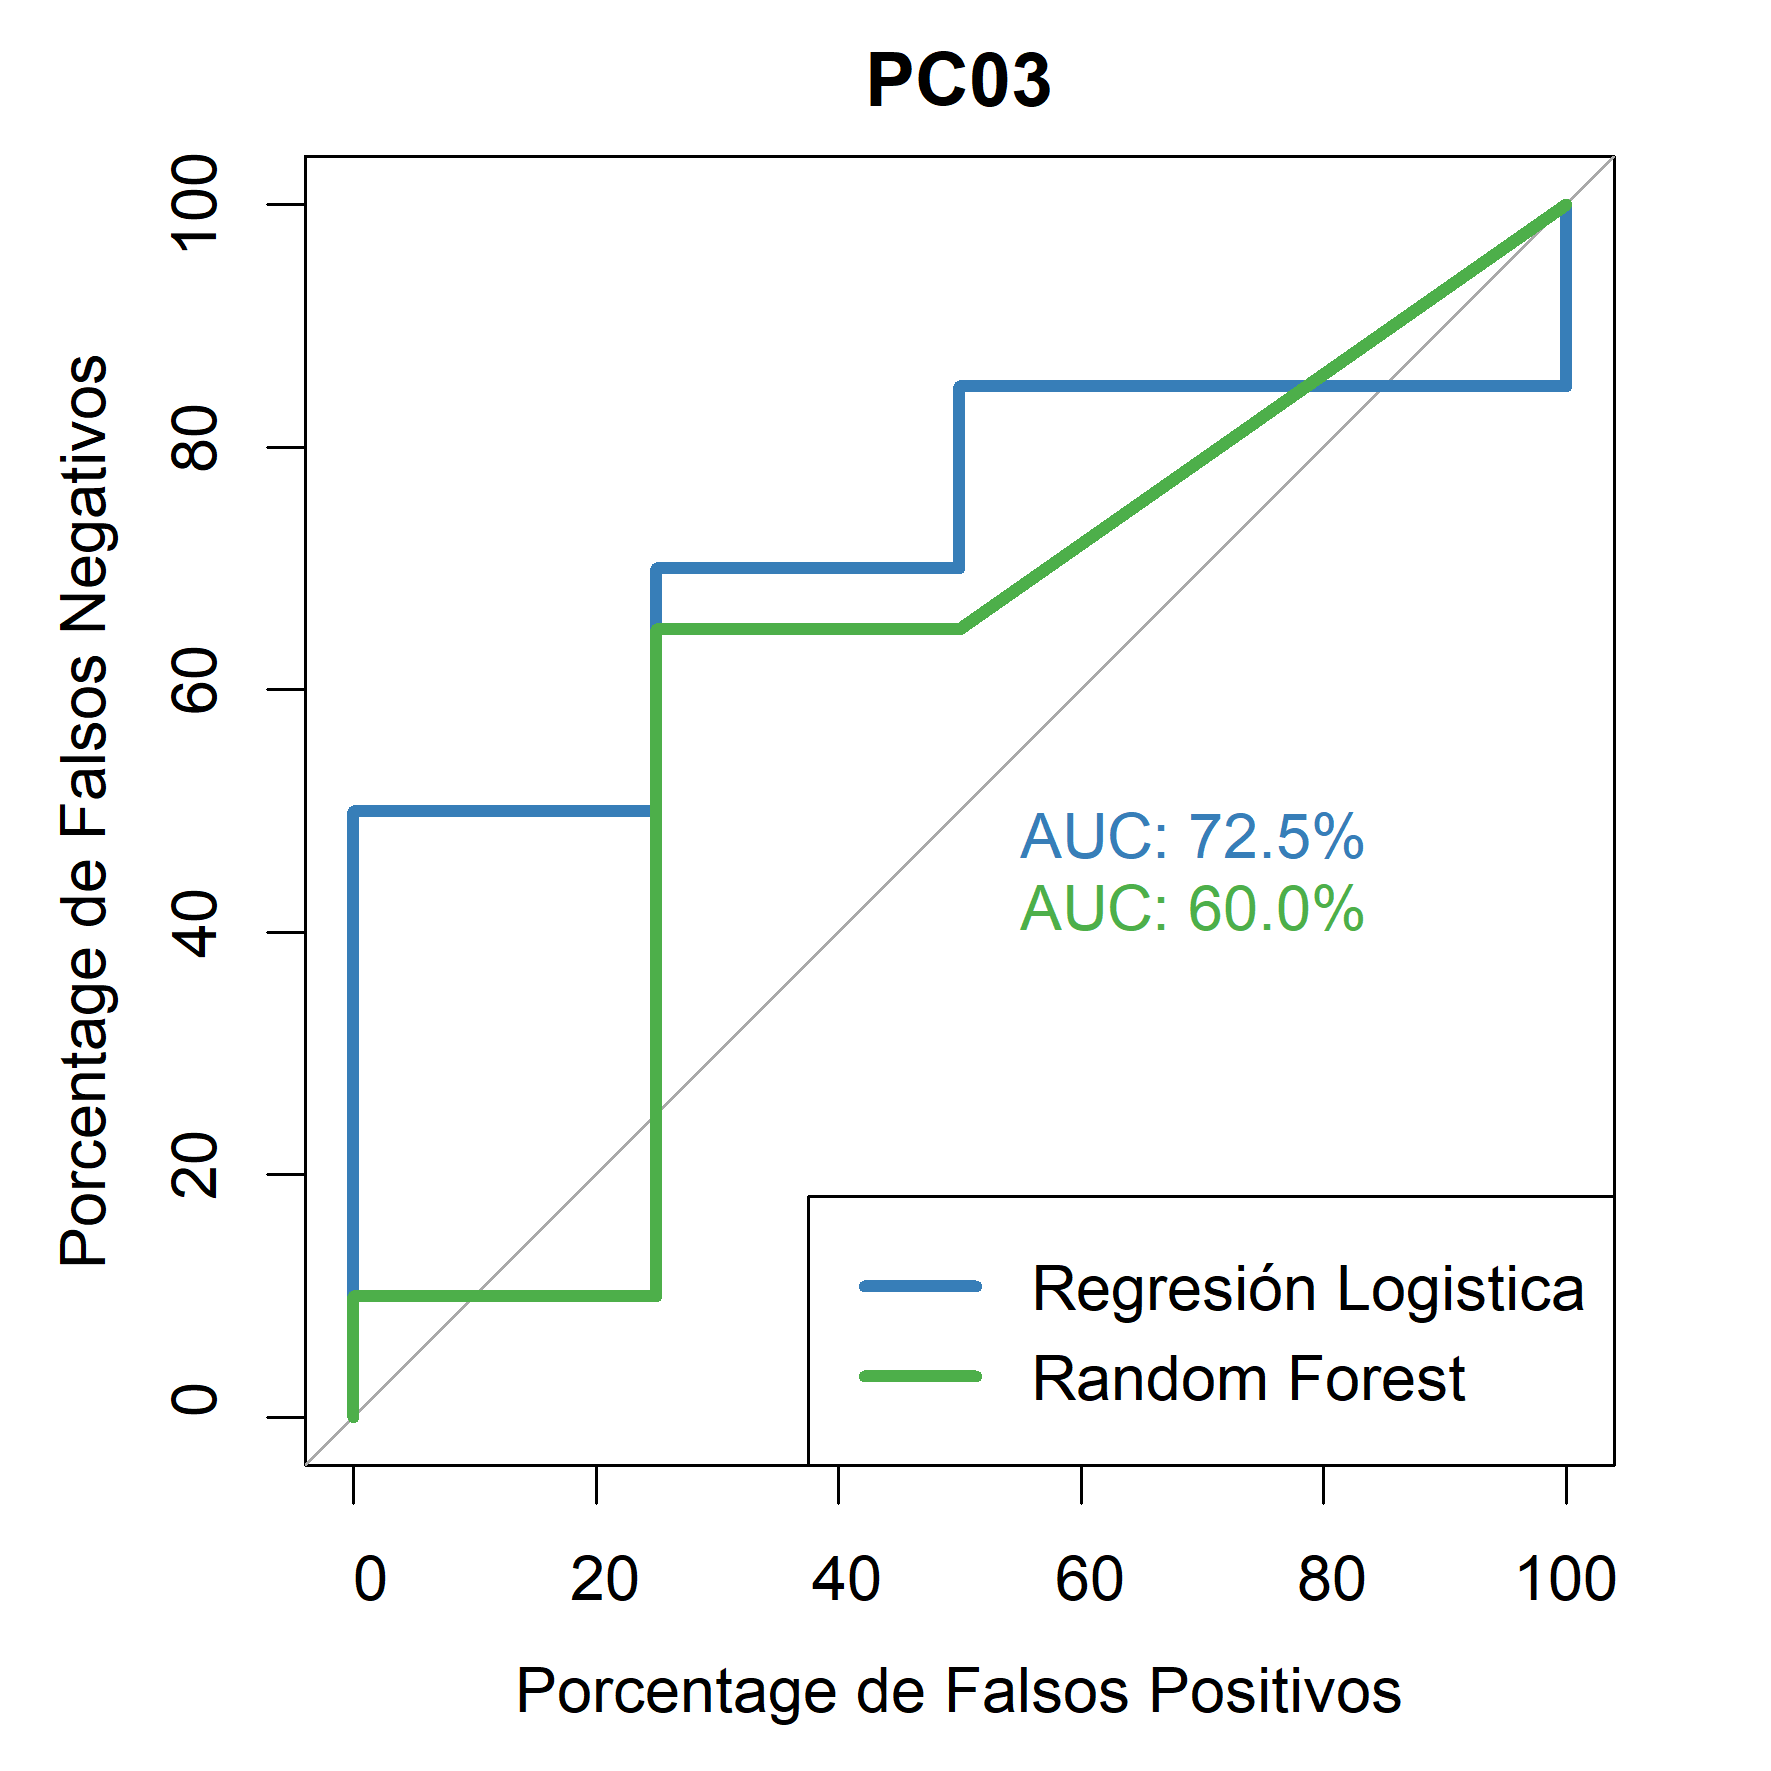 PC03
Porcentage de Falsos Negativos
100
80
60
40
20
0
AUC: 72.5%
AUC: 60.0%
Regresión Logistica
Random Forest
0 20 40 60 80 100
Porcentage de Falsos Positivos